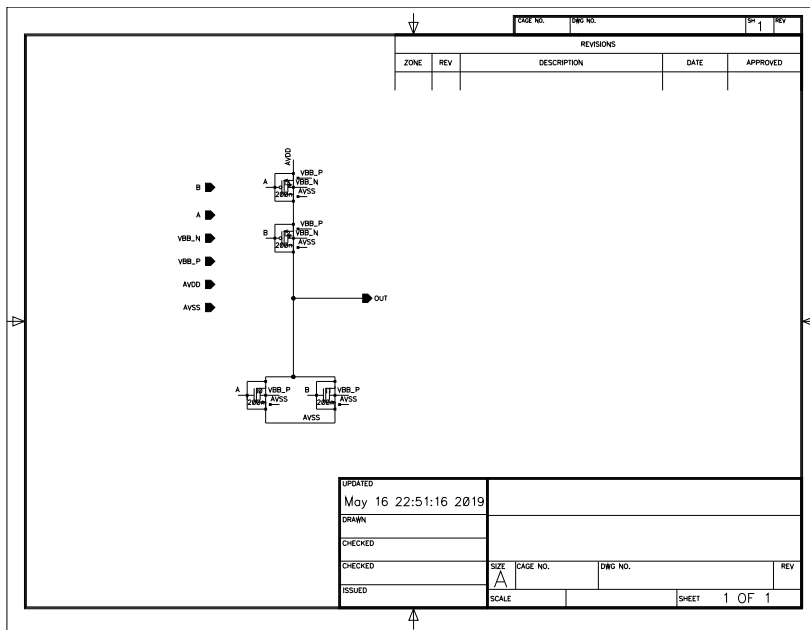 CAGE NO. DWG NO. SH 1 REV
REVISIONS
ZONE REV DESCRIPTION DATE APPROVED
AVDD
VBB_P
A VBB_N
200n AVSS
B
A
VBB_P
B VBB_N
200n AVSS
VBB_N
VBB_P
AVDD
AVSS
OUT
A VBB_P B VBB_P
200n AVSS 200n AVSS
AVSS
UPDATED
May 16 22:51:16 2019
DRAWN
CHECKED
CHECKED
ISSUED
SIZE CAGE NO. DWG NO. REV
A
SCALE SHEET 1 OF 1